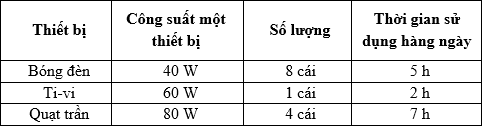 Thiết bị | Công suất một thiết bị | Số lượng | Thời gian sử dụng hàng ngày
Bóng đèn | 40 W | 8 cái | 5 h
Ti-vi | 60 W | 1 cái | 2 h
Quạt trần | 80 W | 4 cái | 7 h